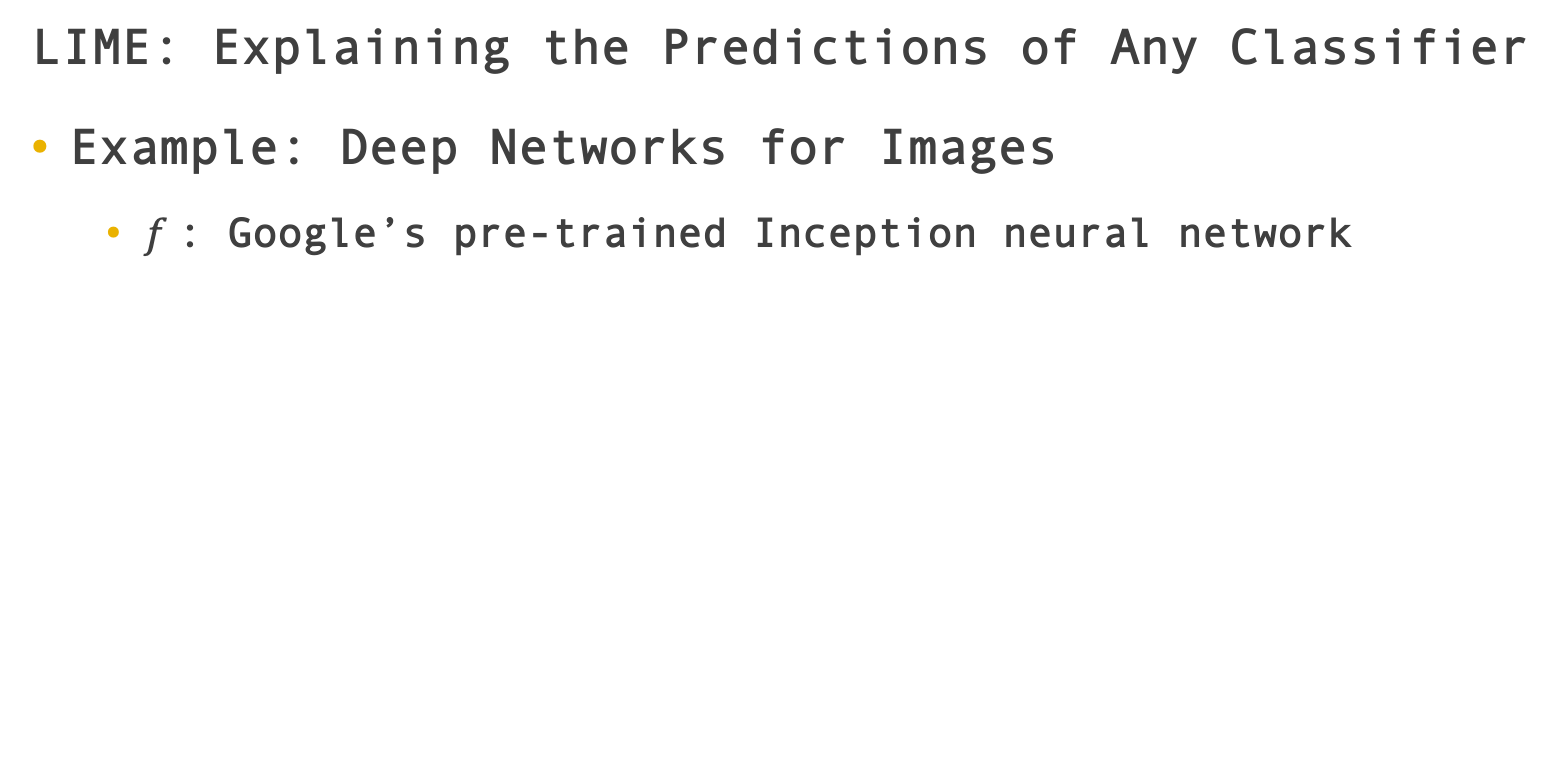 LIME: Explaining the Predictions of Any Classifier
• Example: Deep Networks for Images
• f : Google’s pre-trained Inception neural network